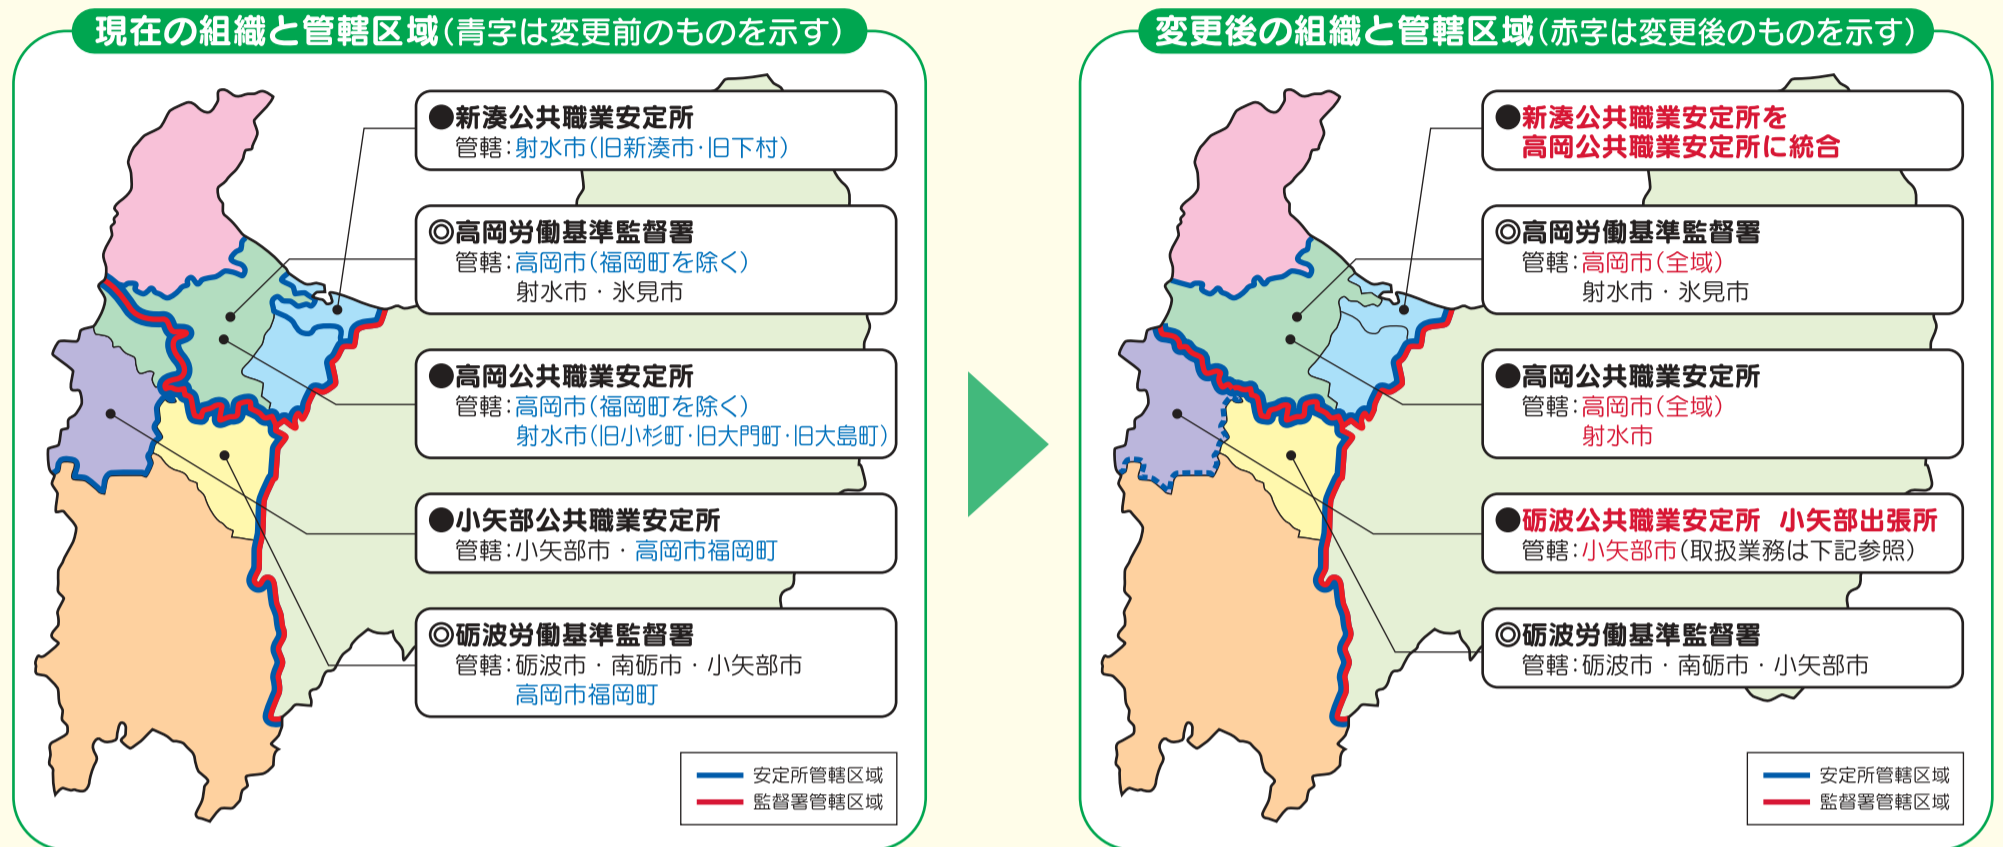 現在の組織と管轄区域(青字は変更前のものを示す)
●新湊公共職業安定所
管轄:射水市(旧新湊市・旧下村)
◎高岡労働基準監督署
管轄:高岡市(福岡町を除く)
射水市・氷見市
●高岡公共職業安定所
管轄:高岡市(福岡町を除く)
射水市(旧小杉町・旧大門町・旧大島町)
●小矢部公共職業安定所
管轄:小矢部市・高岡市福岡町
◎砺波労働基準監督署
管轄:砺波市・南砺市・小矢部市
高岡市福岡町
安定所管轄区域
監督署管轄区域
変更後の組織と管轄区域(赤字は変更後のものを示す)
●新湊公共職業安定所を
高岡公共職業安定所に統合
◎高岡労働基準監督署
管轄:高岡市(全域)
射水市・氷見市
●高岡公共職業安定所
管轄:高岡市(全域)
射水市
●砺波公共職業安定所 小矢部出張所
管轄:小矢部市(取扱業務は下記参照)
◎砺波労働基準監督署
管轄:砺波市・南砺市・小矢部市
安定所管轄区域
監督署管轄区域